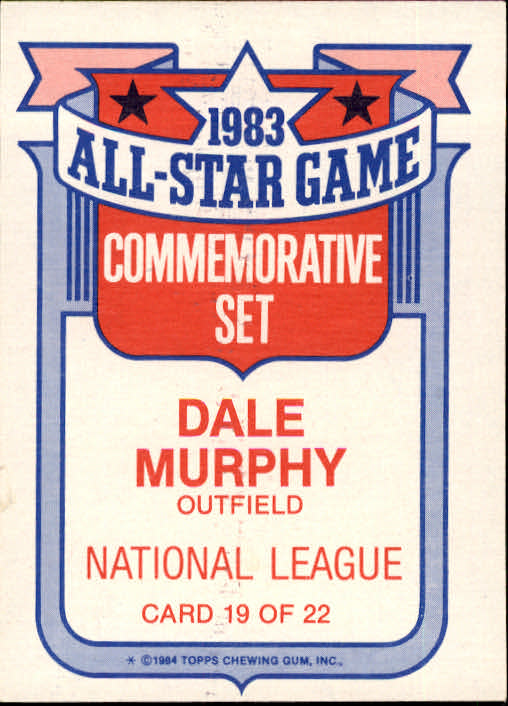 1983
ALL-STAR GAME
COMMEMORATIVE
SET
DALE
MURPHY
OUTFIELD
NATIONAL LEAGUE
CARD 19 OF 22
* ©1984 TOPPS CHEWING GUM, INC.